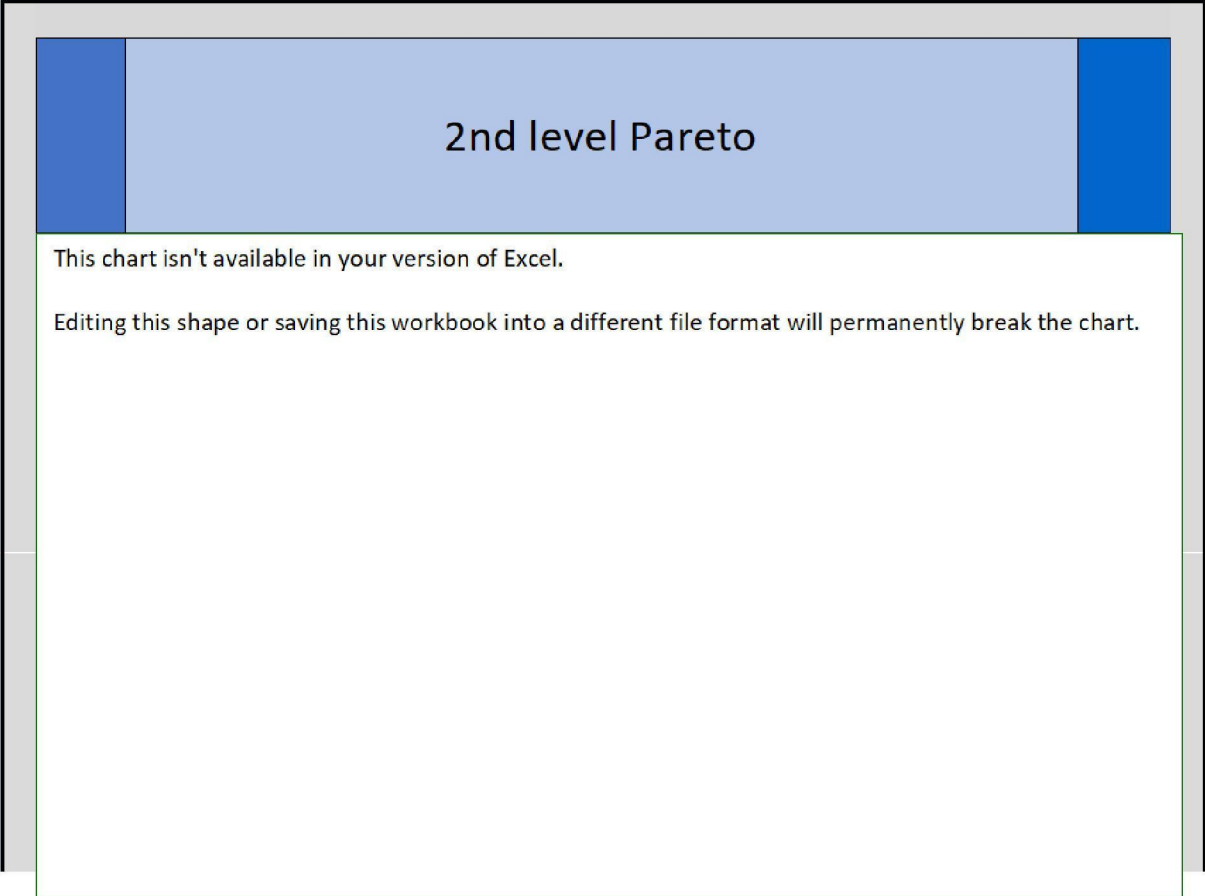 2nd level Pareto
This chart isn't available in your version of Excel.
Editing this shape or saving this workbook into a different file format will permanently break the chart.